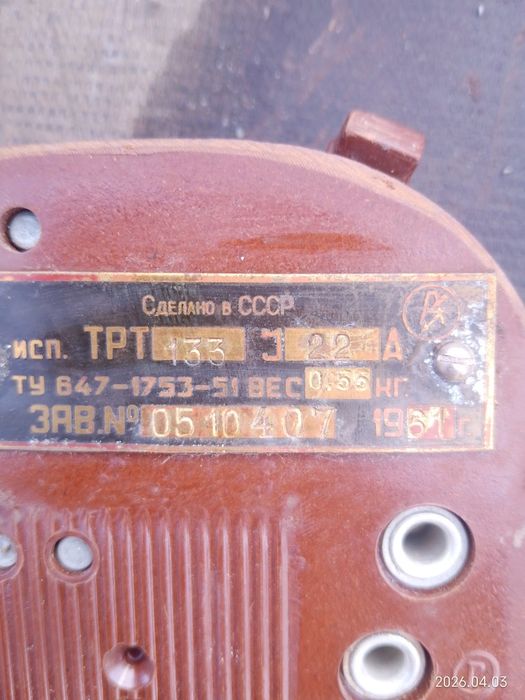 Сделано в СССР
исп. ТРТ 133 J 22 А
ТУ 647-1753-51 ВЕС 0,55 КГ.
ЗАВ.№ 0510407 1961 г.
2026.04.03